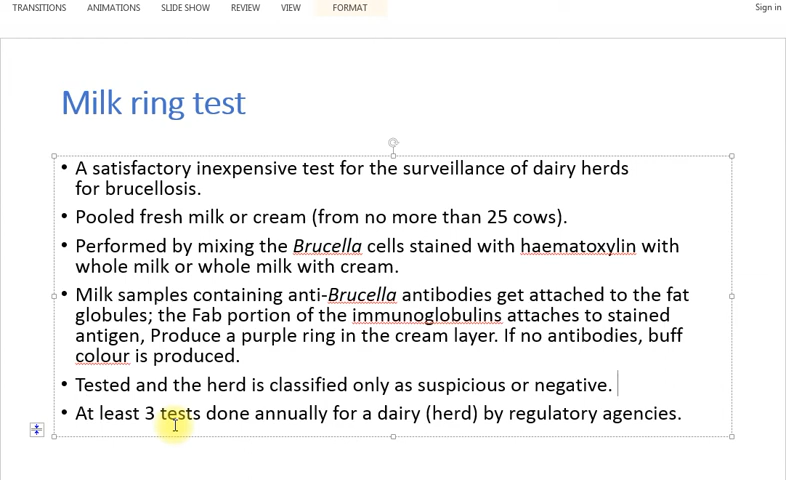 TRANSITIONS ANIMATIONS SLIDE SHOW REVIEW VIEW FORMAT Sign in
Milk ring test
• A satisfactory inexpensive test for the surveillance of dairy herds
for brucellosis.
• Pooled fresh milk or cream (from no more than 25 cows).
• Performed by mixing the Brucella cells stained with haematoxylin with
whole milk or whole milk with cream.
• Milk samples containing anti-Brucella antibodies get attached to the fat
globules; the Fab portion of the immunoglobulins attaches to stained
antigen, Produce a purple ring in the cream layer. If no antibodies, buff
colour is produced.
• Tested and the herd is classified only as suspicious or negative.
• At least 3 tests done annually for a dairy (herd) by regulatory agencies.